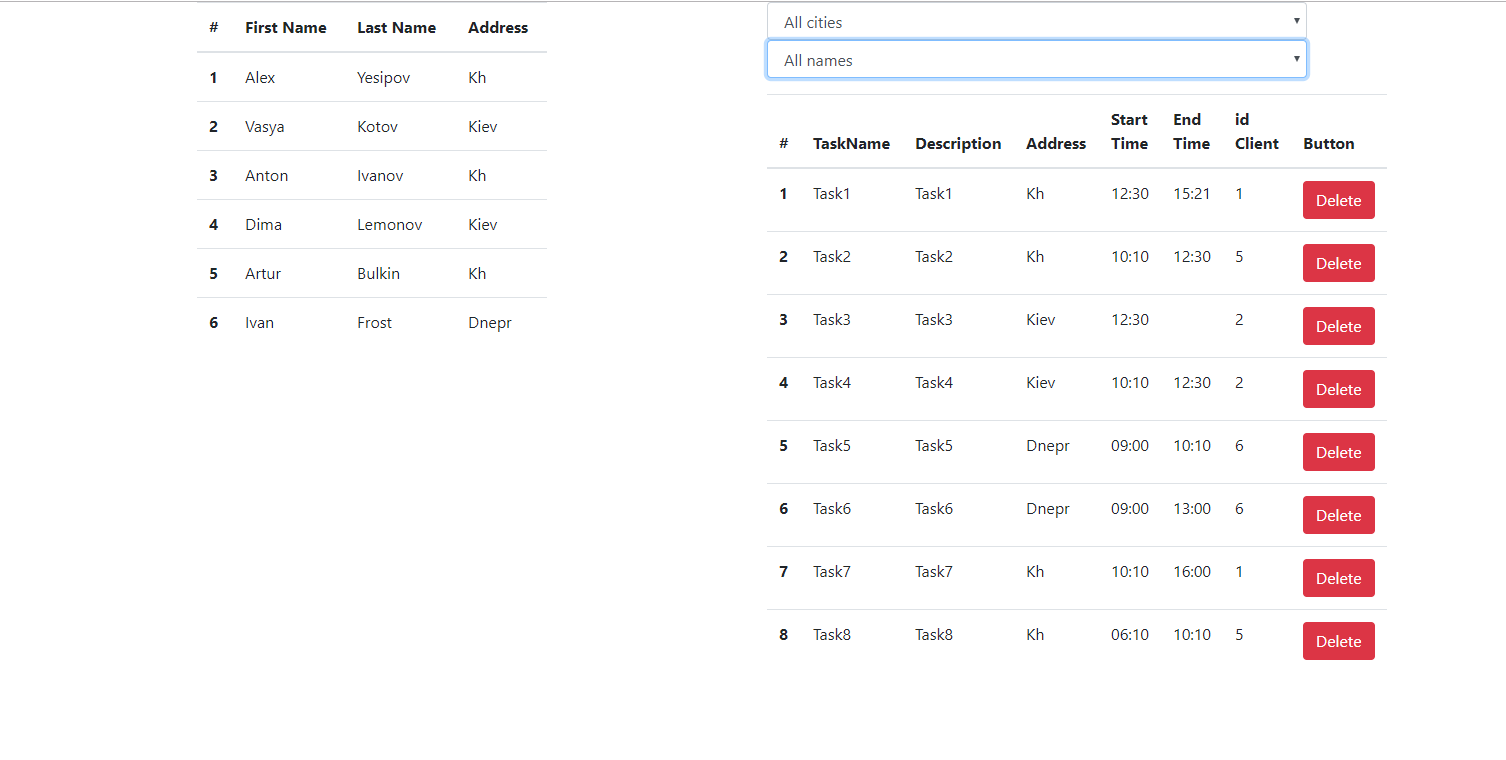 # First Name Last Name Address
1 Alex Yesipov Kh
2 Vasya Kotov Kiev
3 Anton Ivanov Kh
4 Dima Lemonov Kiev
5 Artur Bulkin Kh
6 Ivan Frost Dnepr
All cities
All names
# TaskName Description Address Start Time End Time id Client Button
1 Task1 Task1 Kh 12:30 15:21 1 Delete
2 Task2 Task2 Kh 10:10 12:30 5 Delete
3 Task3 Task3 Kiev 12:30 2 Delete
4 Task4 Task4 Kiev 10:10 12:30 2 Delete
5 Task5 Task5 Dnepr 09:00 10:10 6 Delete
6 Task6 Task6 Dnepr 09:00 13:00 6 Delete
7 Task7 Task7 Kh 10:10 16:00 1 Delete
8 Task8 Task8 Kh 06:10 10:10 5 Delete